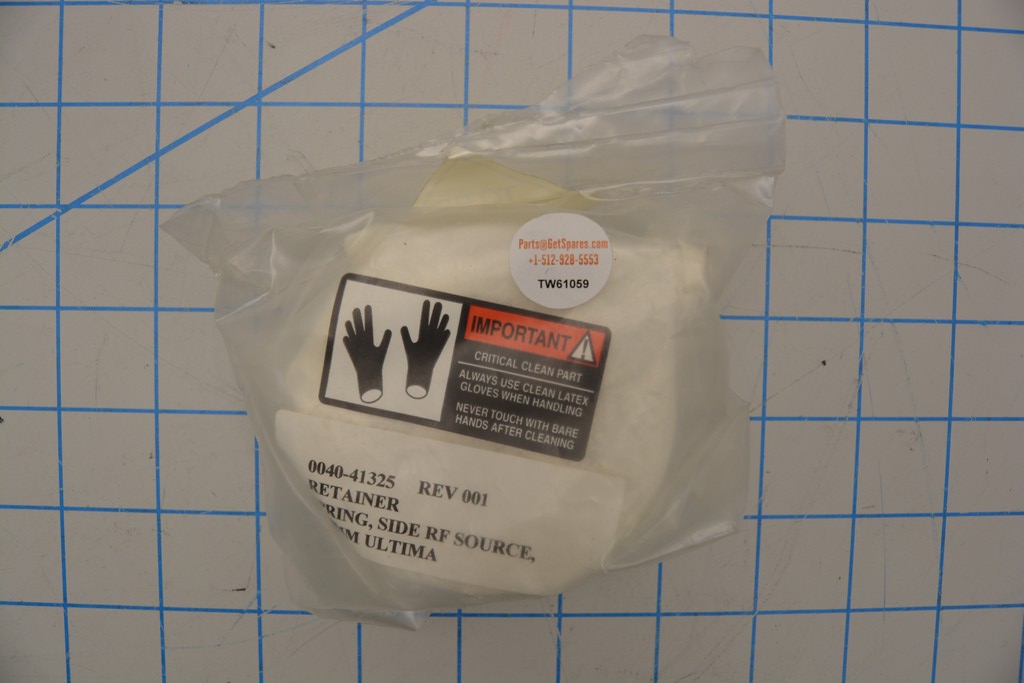 Parts@GetSpares.com
+1-512-928-5553
TW61059
IMPORTANT
CRITICAL CLEAN PART
ALWAYS USE CLEAN LATEX
GLOVES WHEN HANDLING
NEVER TOUCH WITH BARE
HANDS AFTER CLEANING
0040-41325 REV 001
RETAINER
SIDE RF SOURCE,
ULTIMA